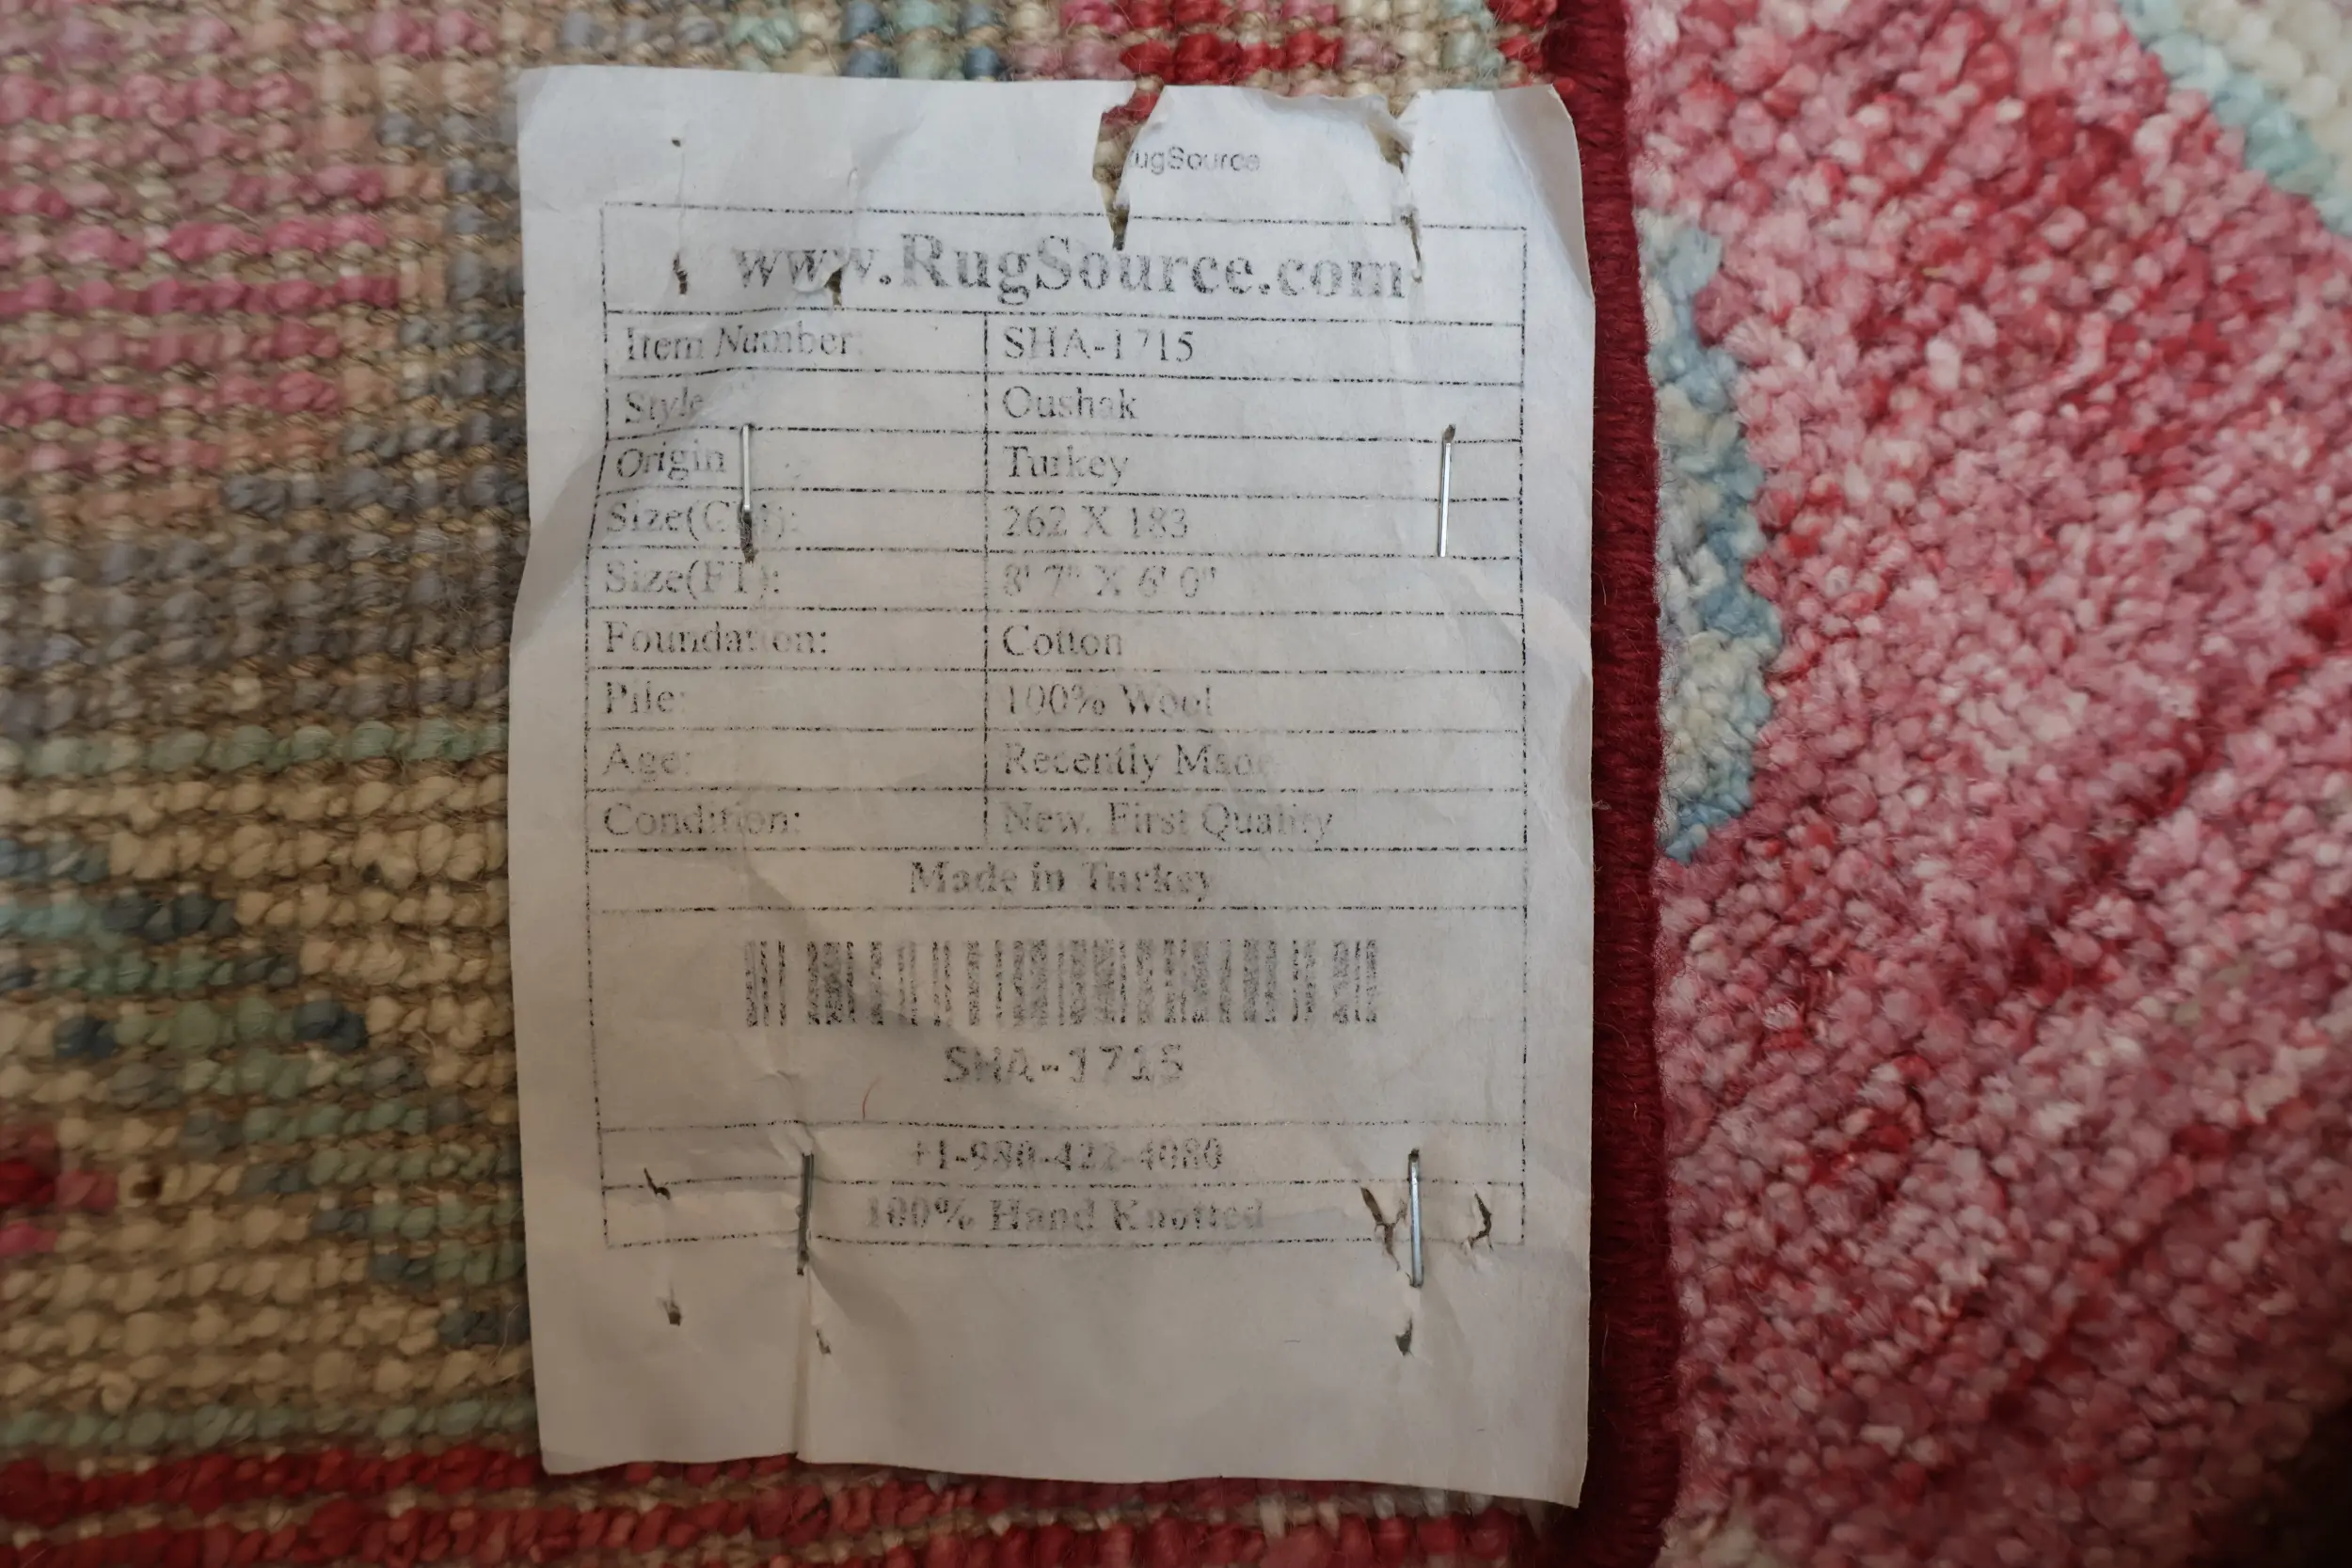 ugSource
www.RugSource.com
Item Number: SHA-1715
Style Oushak
Origin Turkey
Size(CM): 262 X 183
Size(FT): 8' 7" X 6' 0"
Foundation: Cotton
Pile: 100% Wool
Age: Recently Made
Condition: New, First Quality
Made in Turkey
SHA-1715
+1-980-422-4080
100% Hand Knotted